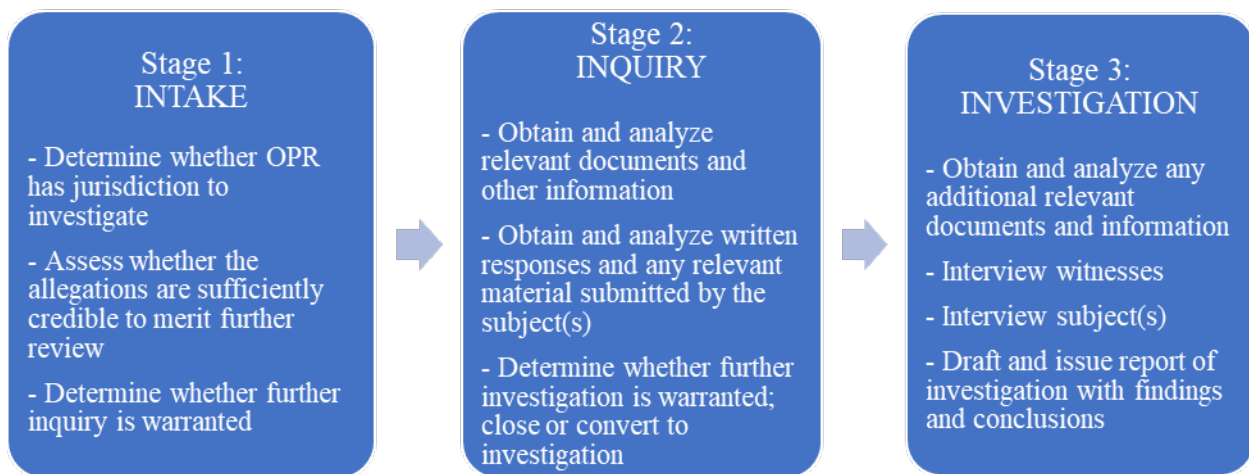 Stage 1:
INTAKE
- Determine whether OPR
has jurisdiction to
investigate
- Assess whether the
allegations are sufficiently
credible to merit further
review
- Determine whether further
inquiry is warranted
Stage 2:
INQUIRY
- Obtain and analyze
relevant documents and
other information
- Obtain and analyze written
responses and any relevant
material submitted by the
subject(s)
- Determine whether further
investigation is warranted;
close or convert to
investigation
Stage 3:
INVESTIGATION
- Obtain and analyze any
additional relevant
documents and information
- Interview witnesses
- Interview subject(s)
- Draft and issue report of
investigation with findings
and conclusions